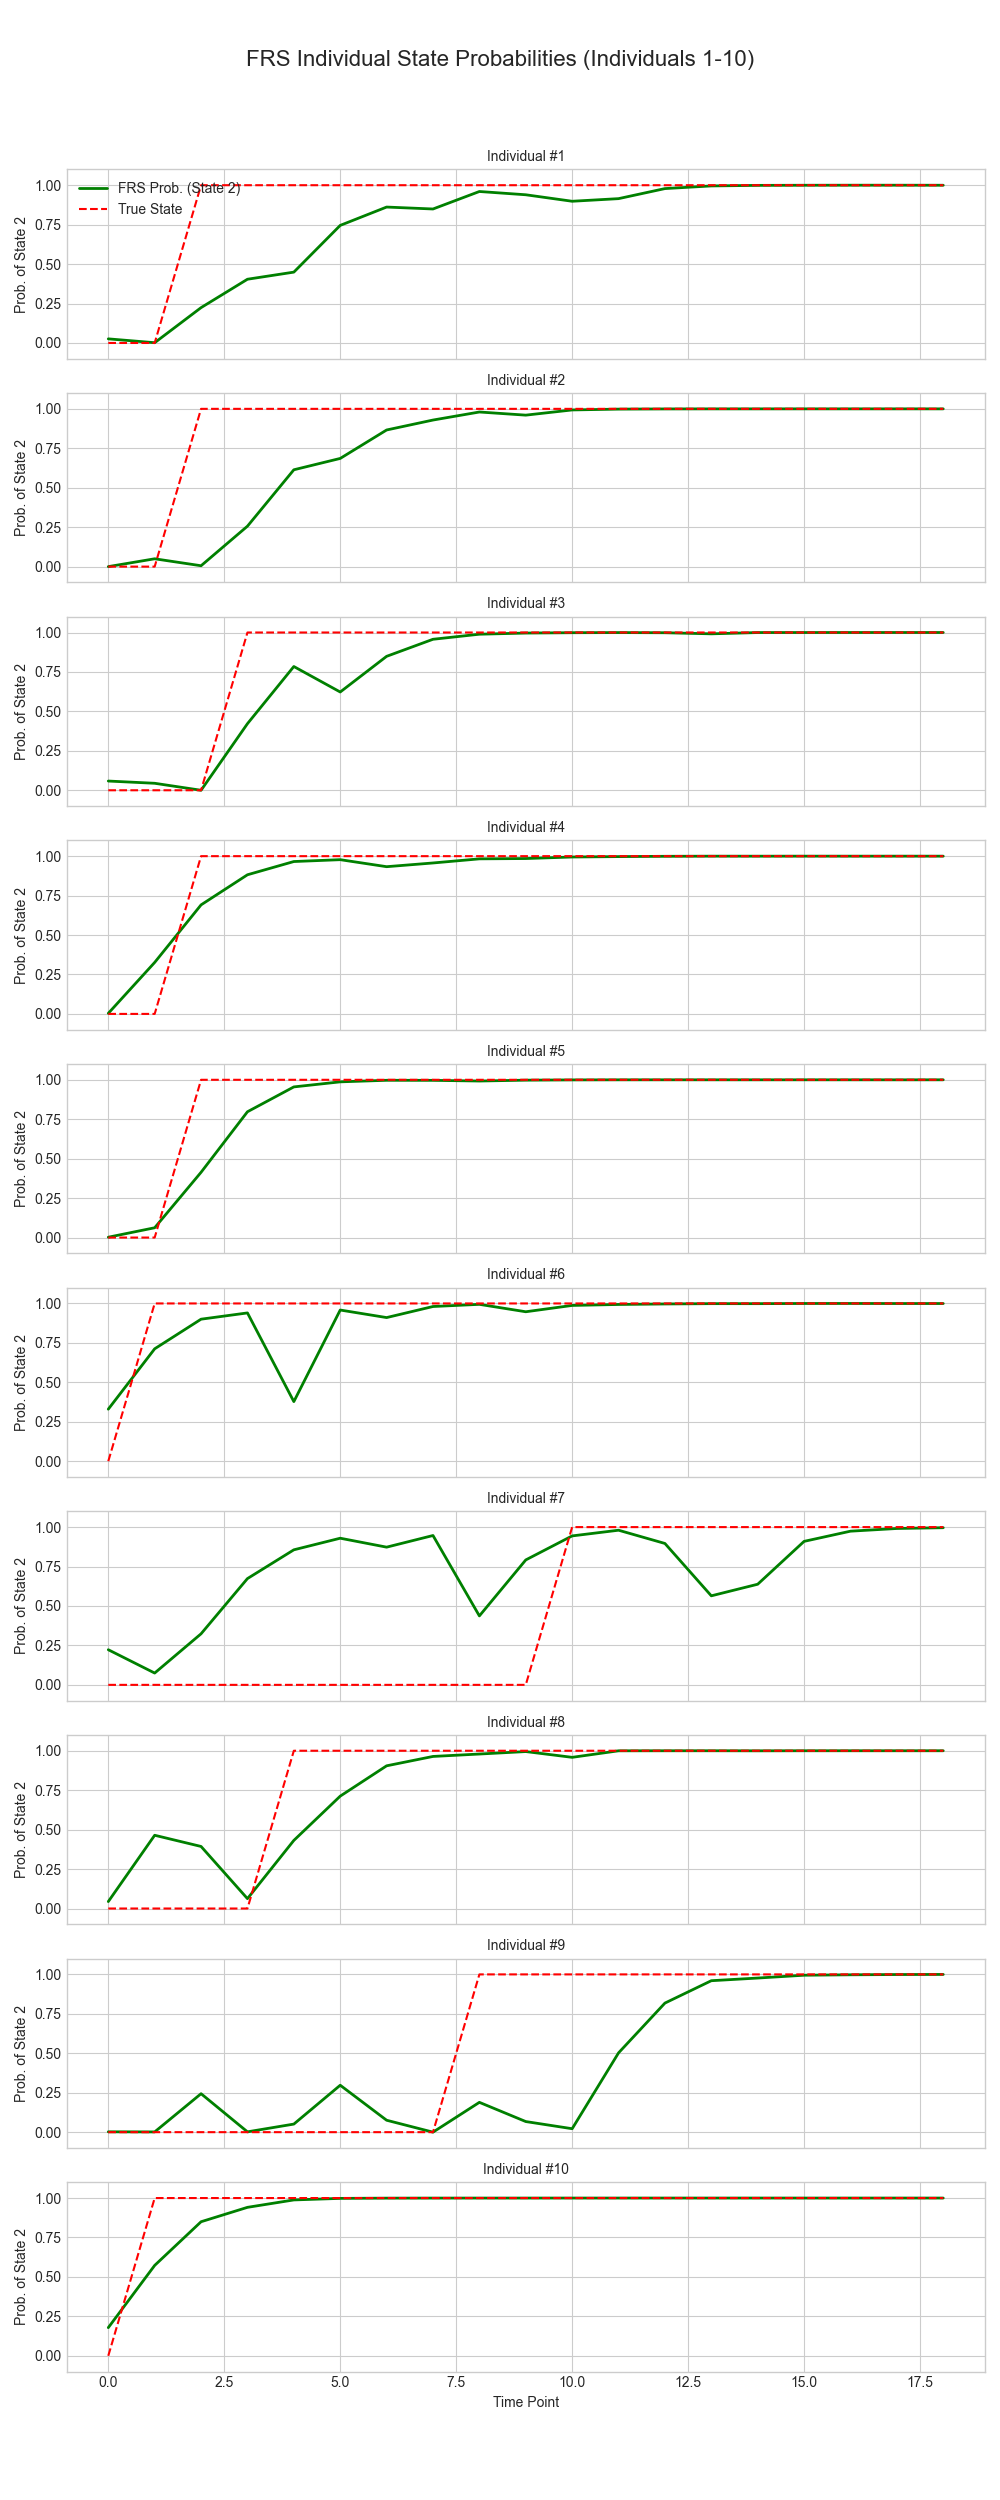 FRS Individual State Probabilities (Individuals 1-10)
Individual #1
1.00
0.75
0.50
0.25
0.00
Prob. of State 2
FRS Prob. (State 2)
True State
Individual #2
1.00
0.75
0.50
0.25
0.00
Prob. of State 2
Individual #3
1.00
0.75
0.50
0.25
0.00
Prob. of State 2
Individual #4
1.00
0.75
0.50
0.25
0.00
Prob. of State 2
Individual #5
1.00
0.75
0.50
0.25
0.00
Prob. of State 2
Individual #6
1.00
0.75
0.50
0.25
0.00
Prob. of State 2
Individual #7
1.00
0.75
0.50
0.25
0.00
Prob. of State 2
Individual #8
1.00
0.75
0.50
0.25
0.00
Prob. of State 2
Individual #9
1.00
0.75
0.50
0.25
0.00
Prob. of State 2
Individual #10
1.00
0.75
0.50
0.25
0.00
Prob. of State 2
0.0 2.5 5.0 7.5 10.0 12.5 15.0 17.5
Time Point